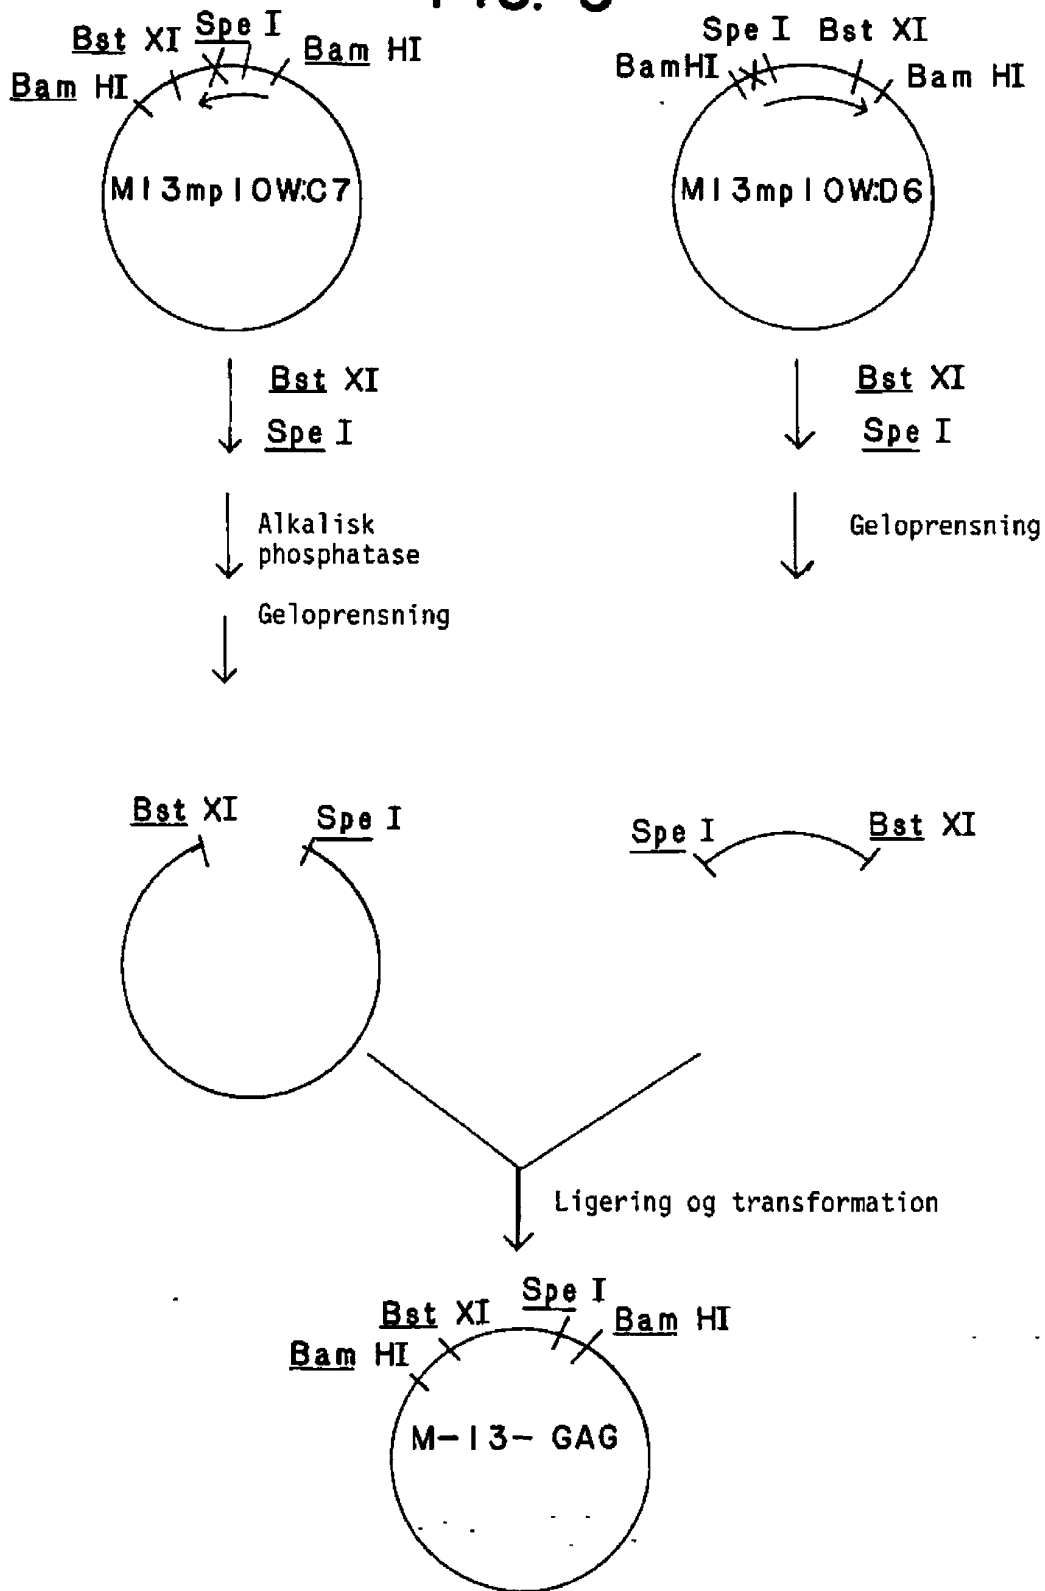 Bst XI Spe I
Bam HI Bam HI
M13mp10W:C7
Spe I Bst XI
BamHI Bam HI
M13mp10W:D6
Bst XI
Spe I
Alkalisk
phosphatase
Geloprensning
Bst XI
Spe I
Geloprensning
Bst XI Spe I
Spe I Bst XI
Ligering og transformation
Bst XI Spe I
Bam HI Bam HI
M-13- GAG